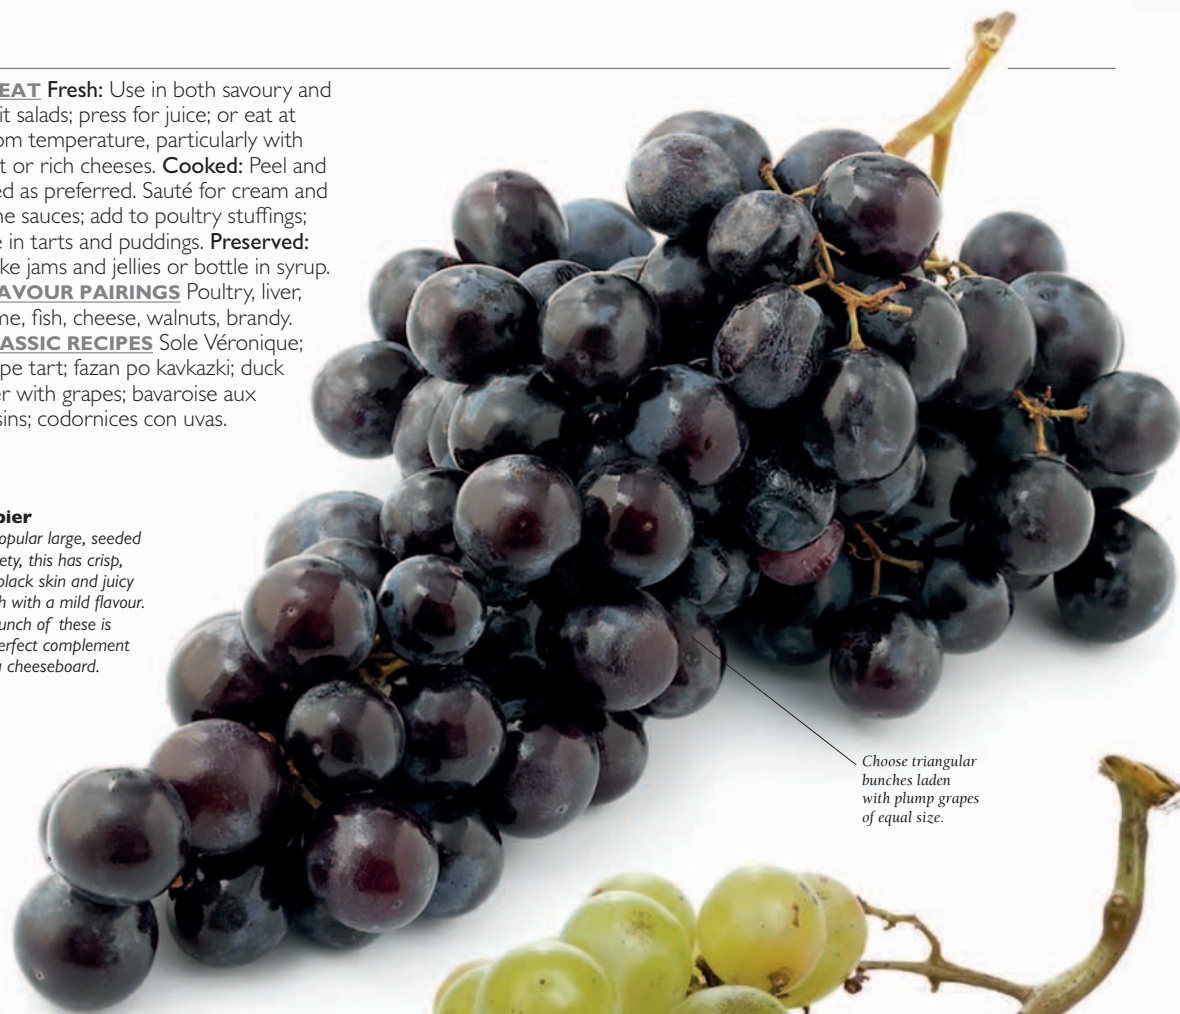 EAT Fresh: Use in both savoury and
it salads; press for juice; or eat at
om temperature, particularly with
t or rich cheeses. Cooked: Peel and
ed as preferred. Sauté for cream and
ne sauces; add to poultry stuffings;
e in tarts and puddings. Preserved:
ke jams and jellies or bottle in syrup.
AVOUR PAIRINGS Poultry, liver,
me, fish, cheese, walnuts, brandy.
ASSIC RECIPES Sole Véronique;
pe tart; fazan po kavkazki; duck
er with grapes; bavaroise aux
sins; codornices con uvas.
bier
opular large, seeded
ety, this has crisp,
black skin and juicy
h with a mild flavour.
unch of these is
erfect complement
a cheeseboard.
Choose triangular
bunches laden
with plump grapes
of equal size.